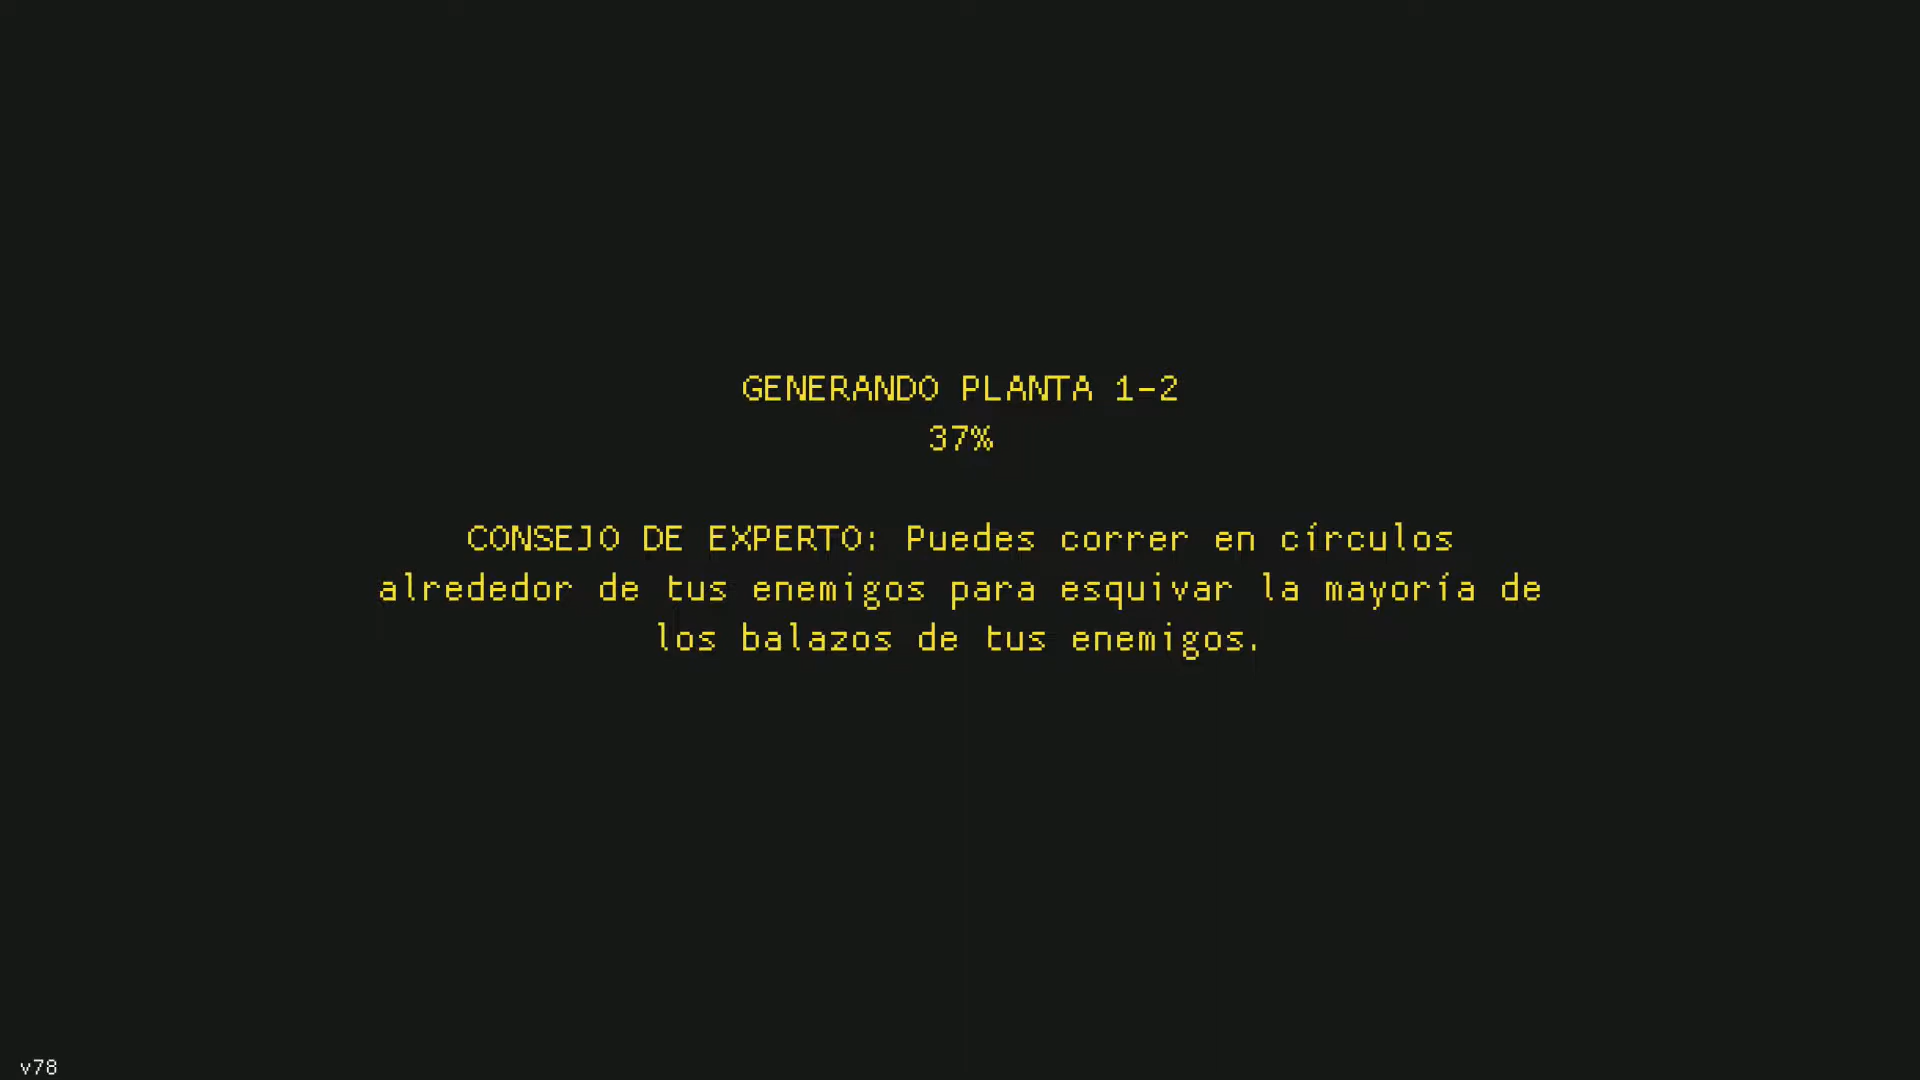 GENERANDO PLANTA 1-2
37%
CONSEJO DE EXPERTO: Puedes correr en círculos
alrededor de tus enemigos para esquivar la mayoría de
los balazos de tus enemigos.
v78